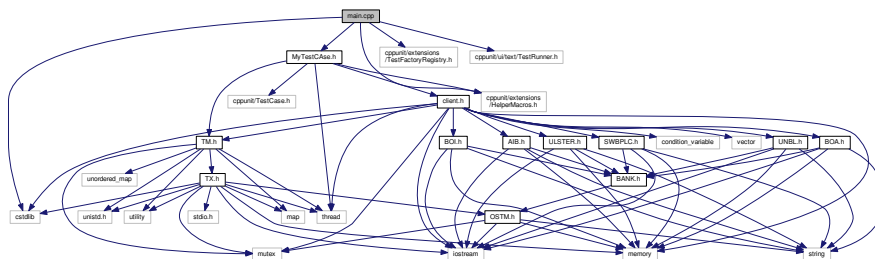 main.cpp
MyTestCAse.h
cppunit/extensions
/TestFactoryRegistry.h
cppunit/ui/text/TestRunner.h
cppunit/TestCase.h
client.h
cppunit/extensions
/HelperMacros.h
TM.h
BOI.h
AIB.h
ULSTER.h
SWBPLC.h
condition_variable
vector
UNBL.h
BOA.h
unordered_map
TX.h
BANK.h
cstdlib
unistd.h
utility
stdio.h
map
thread
OSTM.h
mutex
iostream
memory
string